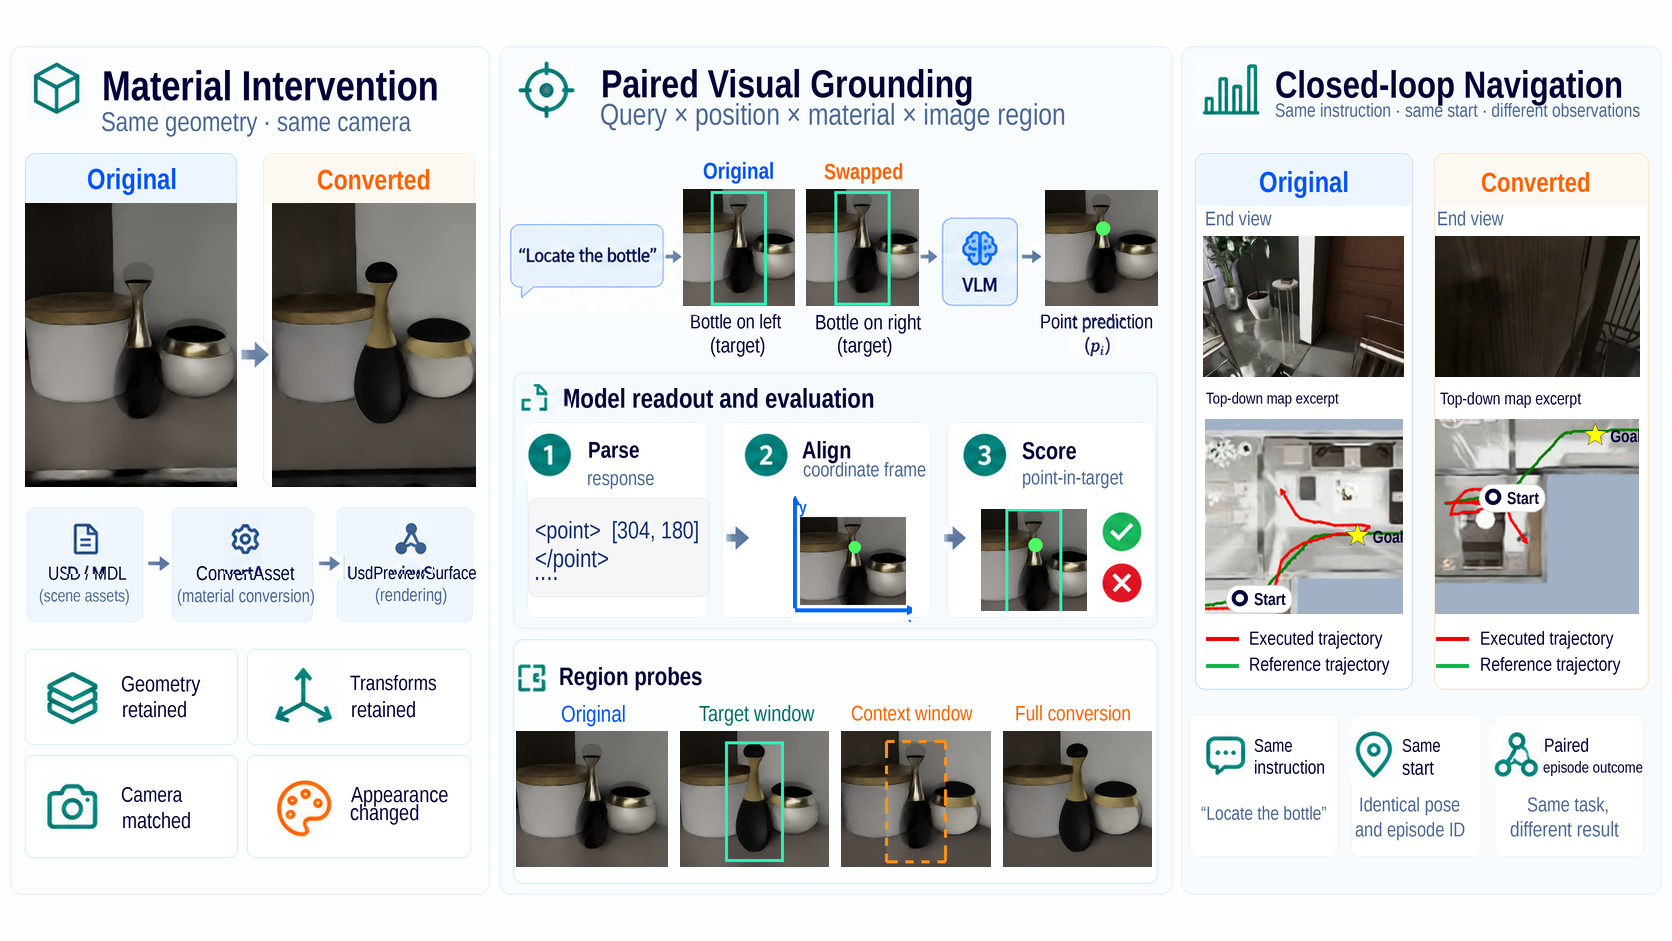 Material Intervention
Same geometry · same camera
Original
Converted
USD / MDL
(scene assets)
ConvertAsset
(material conversion)
UsdPreviewSurface
(rendering)
Geometry
retained
Transforms
retained
Camera
matched
Appearance
changed
Paired Visual Grounding
Query × position × material × image region
Original
Swapped
“Locate the bottle”
VLM
Bottle on left
(target)
Bottle on right
(target)
Point prediction
(pᵢ)
Model readout and evaluation
1
Parse
response
<point> [304, 180]
</point>
....
2
Align
coordinate frame
y
3
Score
point-in-target
Region probes
Original
Target window
Context window
Full conversion
Closed-loop Navigation
Same instruction · same start · different observations
Original
End view
Top-down map excerpt
Goal
Start
Executed trajectory
Reference trajectory
Converted
End view
Top-down map excerpt
Goal
Start
Executed trajectory
Reference trajectory
Same
instruction
“Locate the bottle”
Same
start
Identical pose
and episode ID
Paired
episode outcome
Same task,
different result